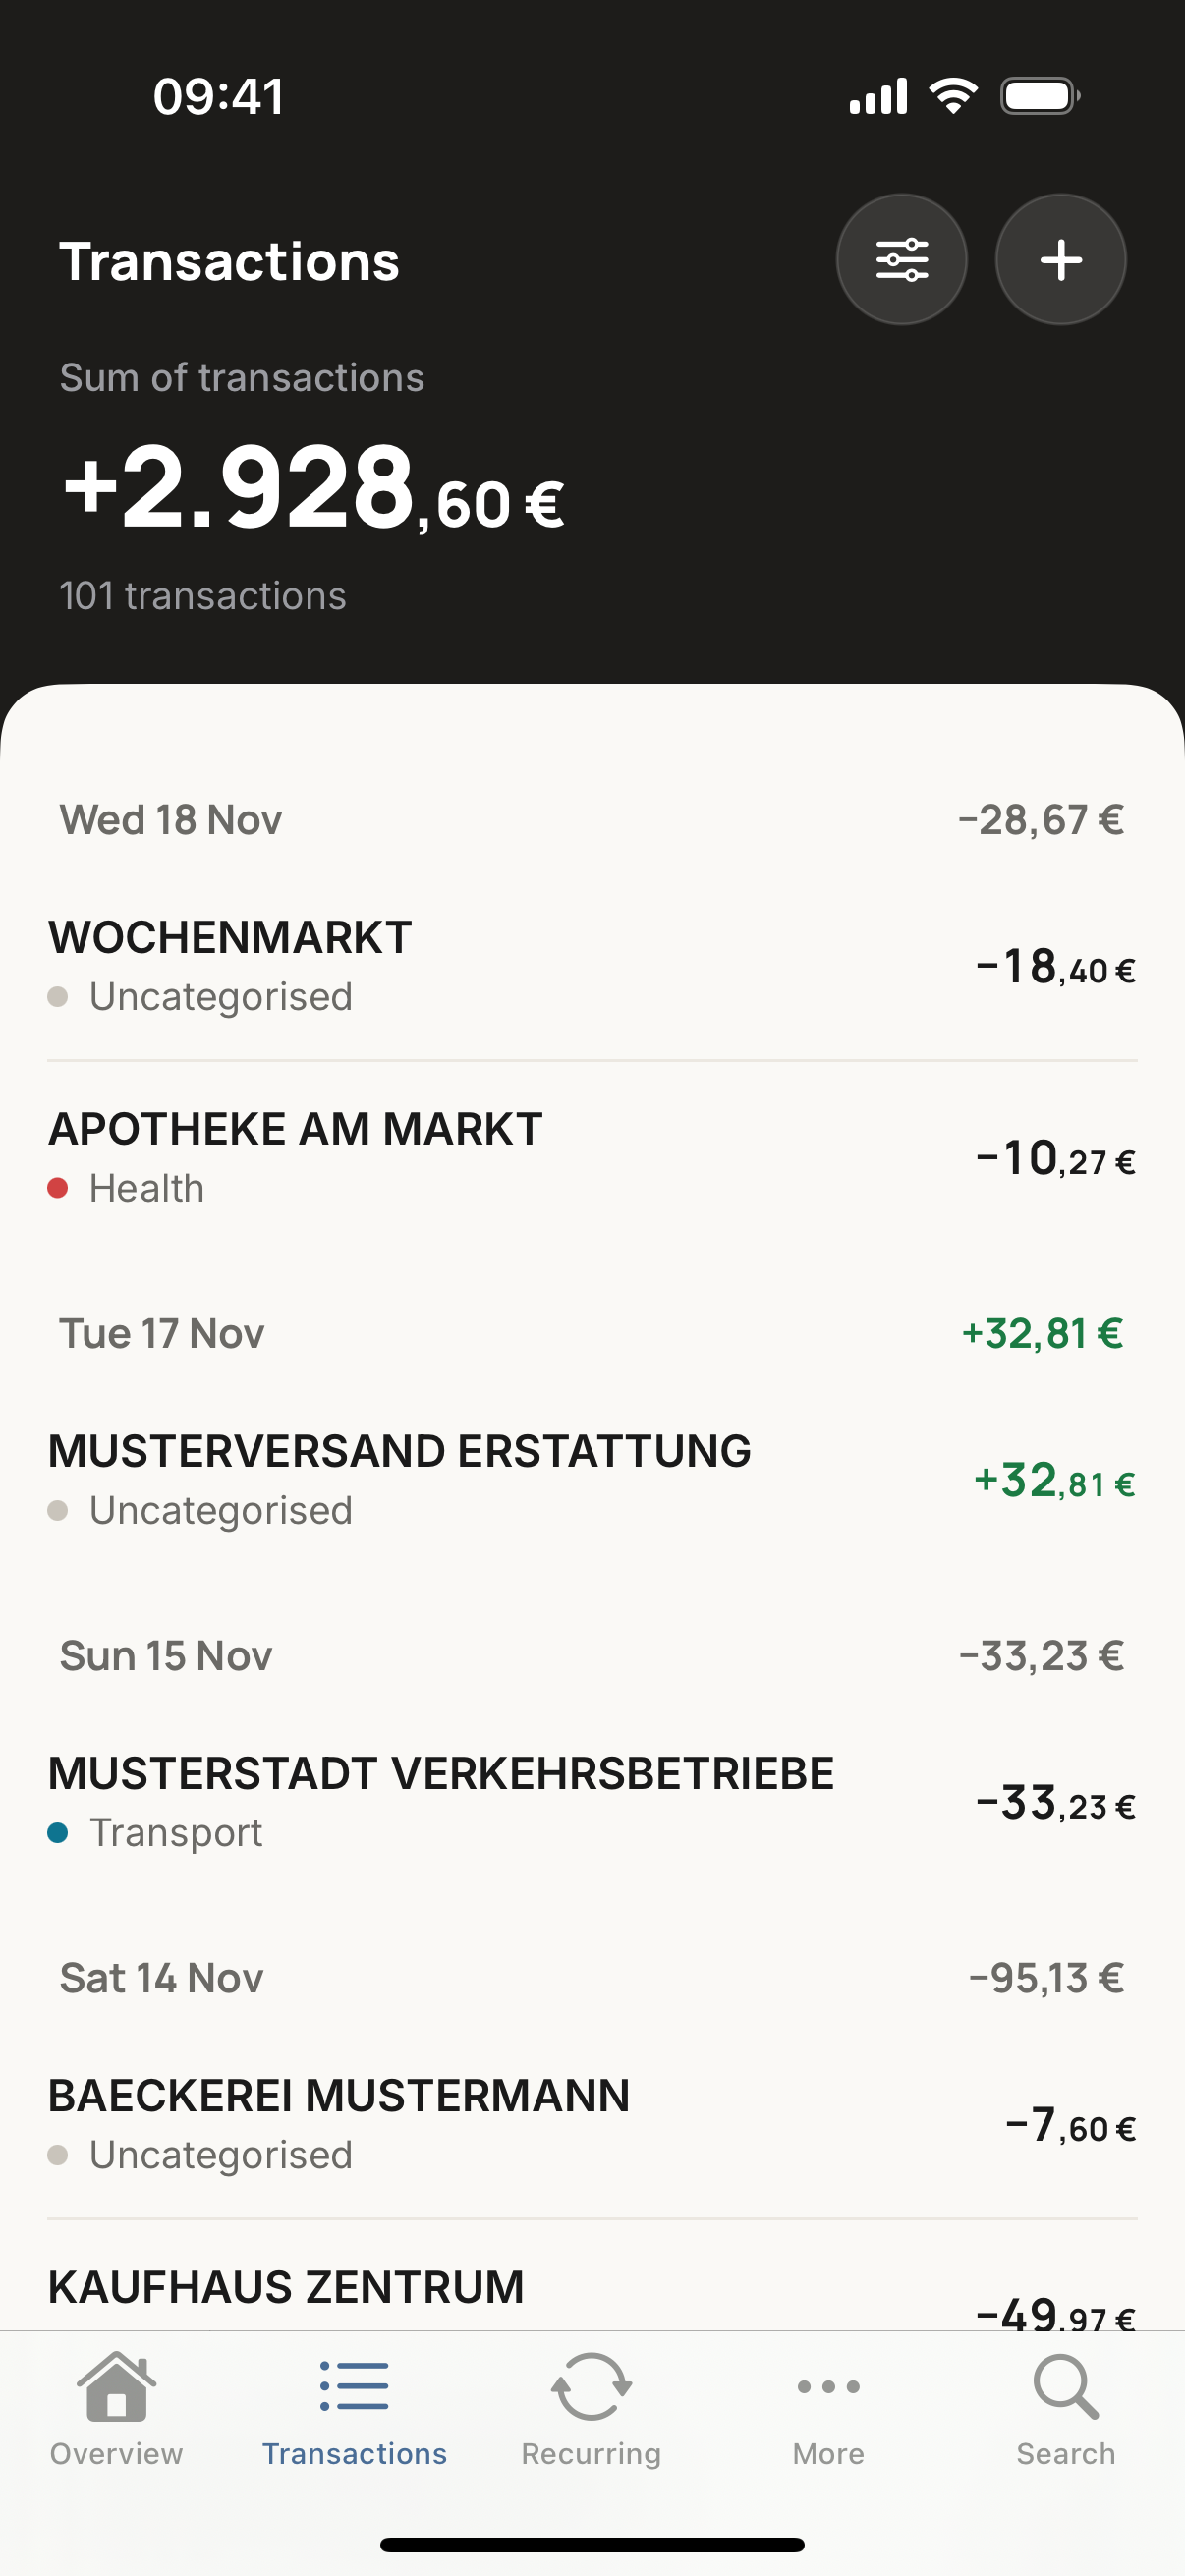 09:41
Transactions
Sum of transactions
+2.928,60 €
101 transactions
Wed 18 Nov −28,67 €
WOCHENMARKT
Uncategorised
−18,40 €
APOTHEKE AM MARKT
Health
−10,27 €
Tue 17 Nov +32,81 €
MUSTERVERSAND ERSTATTUNG
Uncategorised
+32,81 €
Sun 15 Nov −33,23 €
MUSTERSTADT VERKEHRSBETRIEBE
Transport
−33,23 €
Sat 14 Nov −95,13 €
BAECKEREI MUSTERMANN
Uncategorised
−7,60 €
KAUFHAUS ZENTRUM
−49,97 €
Overview Transactions Recurring More Search